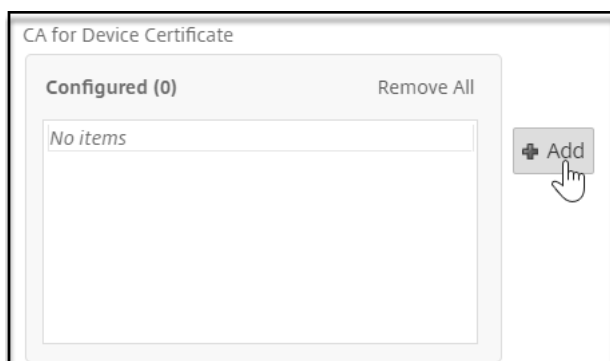 CA for Device Certificate
Configured (0) Remove All
No items
Add